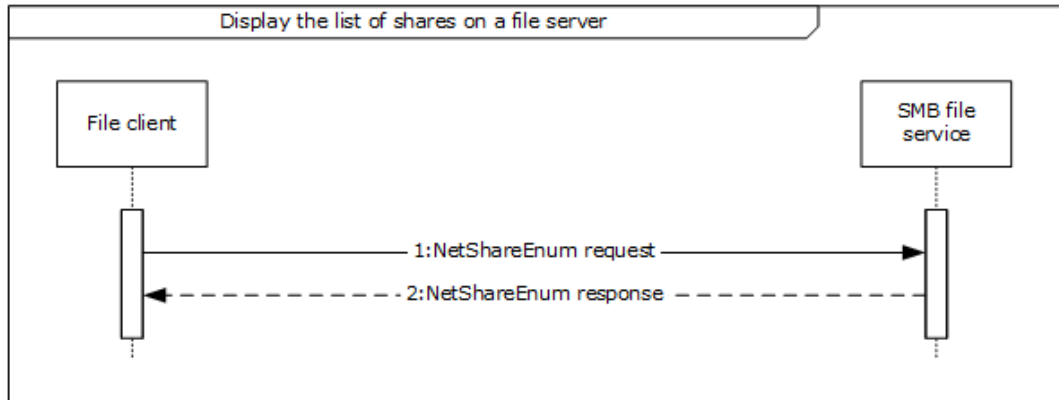 Display the list of shares on a file server
File client
SMB file
service
1:NetShareEnum request
2:NetShareEnum response